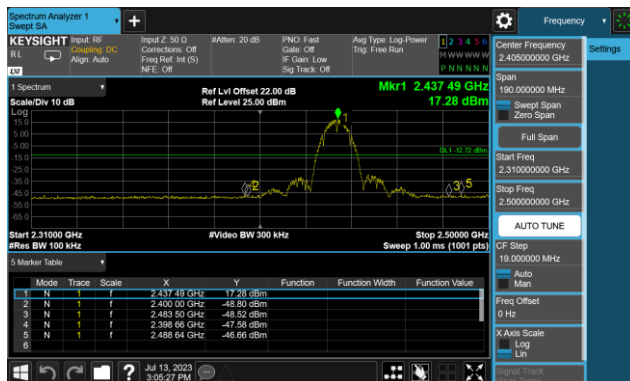 Spectrum Analyzer 1
Swept SA
Frequency
KEYSIGHT
RL
LXI
Input: RF
Coupling: DC
Align: Auto
Input Z: 50 Ω
Corrections: Off
Freq Ref: Int (S)
NFE: Off
#Atten: 20 dB
PNO: Fast
Gate: Off
IF Gain: Low
Sig Track: Off
Avg Type: Log-Power
Trig: Free Run
1 2 3 4 5 6
M W W W W W
P N N N N N
1 Spectrum
Scale/Div 10 dB
Ref Lvl Offset 22.00 dB
Ref Level 25.00 dBm
Mkr1 2.437 49 GHz
17.28 dBm
Log
15.0
5.00
-5.00
-15.0
-25.0
-35.0
-45.0
-55.0
-65.0
1
DL1 -12.72 dBm
2
3
5
Start 2.31000 GHz
#Res BW 100 kHz
#Video BW 300 kHz
Stop 2.50000 GHz
Sweep 1.00 ms (1001 pts)
5 Marker Table
Mode Trace Scale X Y Function Function Width Function Value
1 N 1 f 2.437 49 GHz 17.28 dBm
2 N 1 f 2.400 00 GHz -48.80 dBm
3 N 1 f 2.483 50 GHz -48.52 dBm
4 N 1 f 2.398 66 GHz -47.58 dBm
5 N 1 f 2.488 64 GHz -46.66 dBm
6
Jul 13, 2023
3:05:27 PM
Center Frequency
2.405000000 GHz
Span
190.000000 MHz
Swept Span
Zero Span
Full Span
Start Freq
2.310000000 GHz
Stop Freq
2.500000000 GHz
AUTO TUNE
CF Step
19.000000 MHz
Auto
Man
Freq Offset
0 Hz
X Axis Scale
Log
Lin
Signal Track
Settings